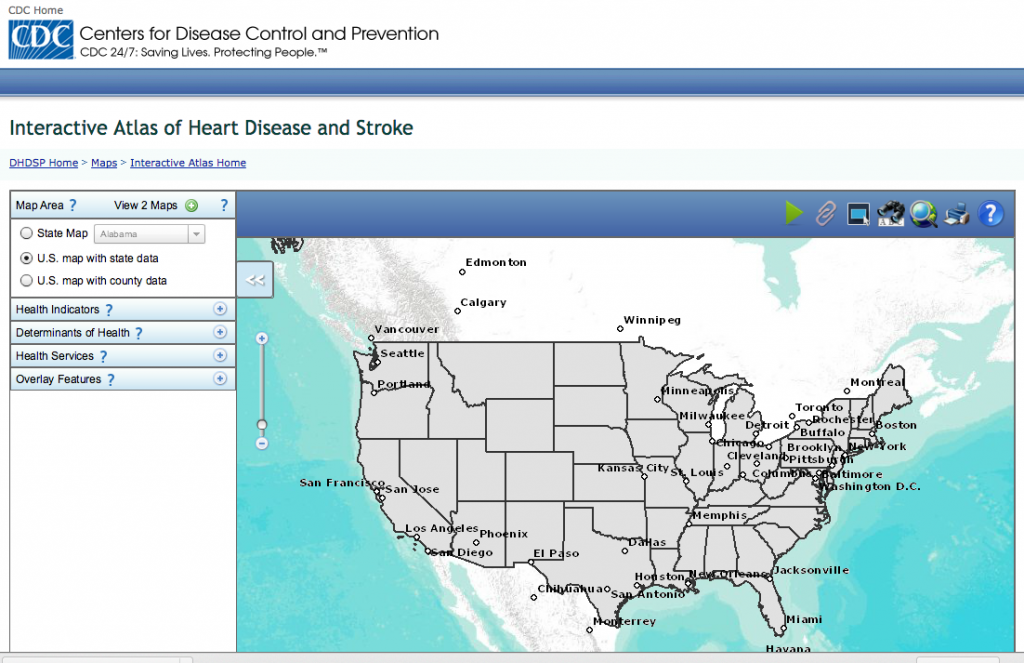 CDC Home
CDC
Centers for Disease Control and Prevention
CDC 24/7: Saving Lives. Protecting People.™
Interactive Atlas of Heart Disease and Stroke
DHDSP Home > Maps > Interactive Atlas Home
Map Area ? View 2 Maps ?
State Map Alabama
U.S. map with state data
U.S. map with county data
Health Indicators ?
Determinants of Health ?
Health Services ?
Overlay Features ?
<<
?
Edmonton
Calgary
Winnipeg
Vancouver
Seattle
Portland
Minneapolis
Montreal
Toronto
Milwaukee
Rochester
Detroit
Buffalo
Boston
Chicago
Brooklyn
New York
Cleveland
Pittsburgh
Kansas City
St. Louis
Columbus
Baltimore
Washington D.C.
San Francisco
San Jose
Memphis
Los Angeles
Phoenix
Dallas
San Diego
El Paso
Houston
New Orleans
Jacksonville
Chihuahua
San Antonio
Monterrey
Miami
Havana